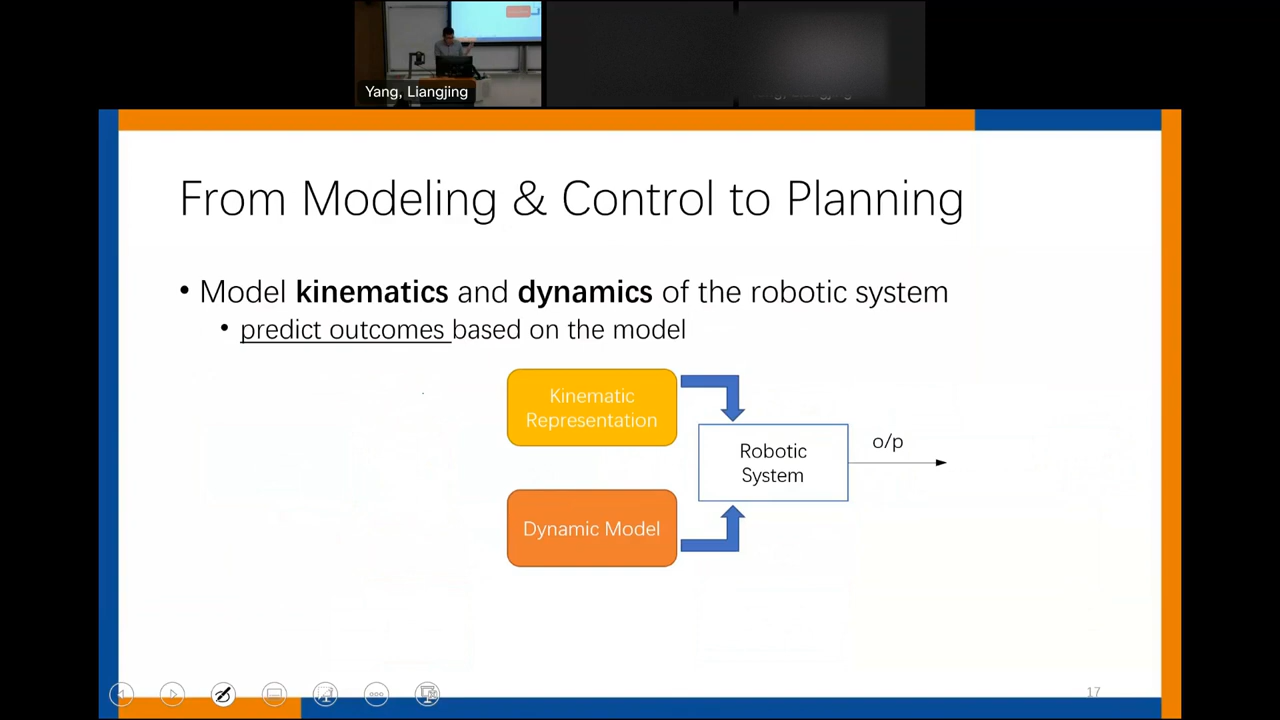 Yang, Liangjing
From Modeling & Control to Planning
• Model kinematics and dynamics of the robotic system
• predict outcomes based on the model
Kinematic
Representation
Robotic
System
o/p
Dynamic Model
17